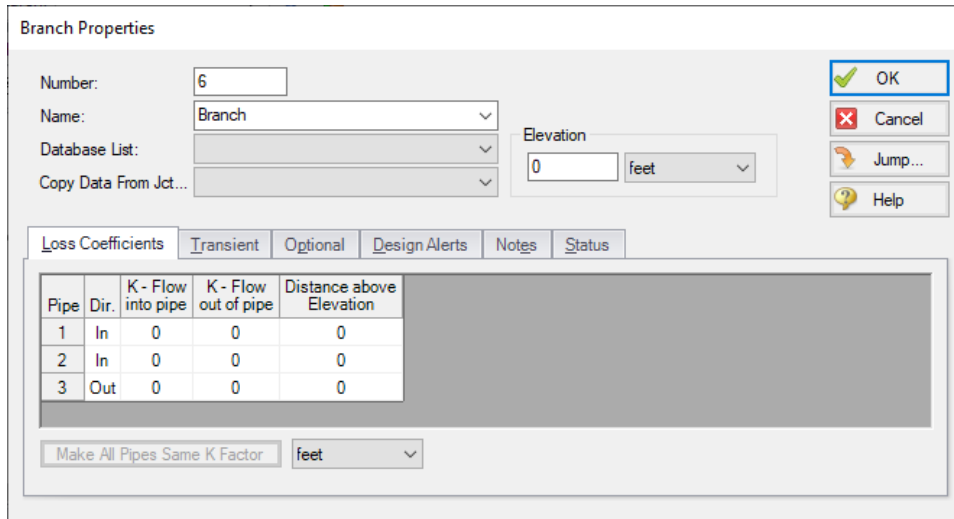 Branch Properties
Number: 6
Name: Branch
Database List:
Copy Data From Jct...
Elevation
0 feet
OK
Cancel
Jump...
Help
Loss Coefficients Transient Optional Design Alerts Notes Status
Pipe Dir. K - Flow into pipe K - Flow out of pipe Distance above Elevation
1 In 0 0 0
2 In 0 0 0
3 Out 0 0 0
Make All Pipes Same K Factor feet